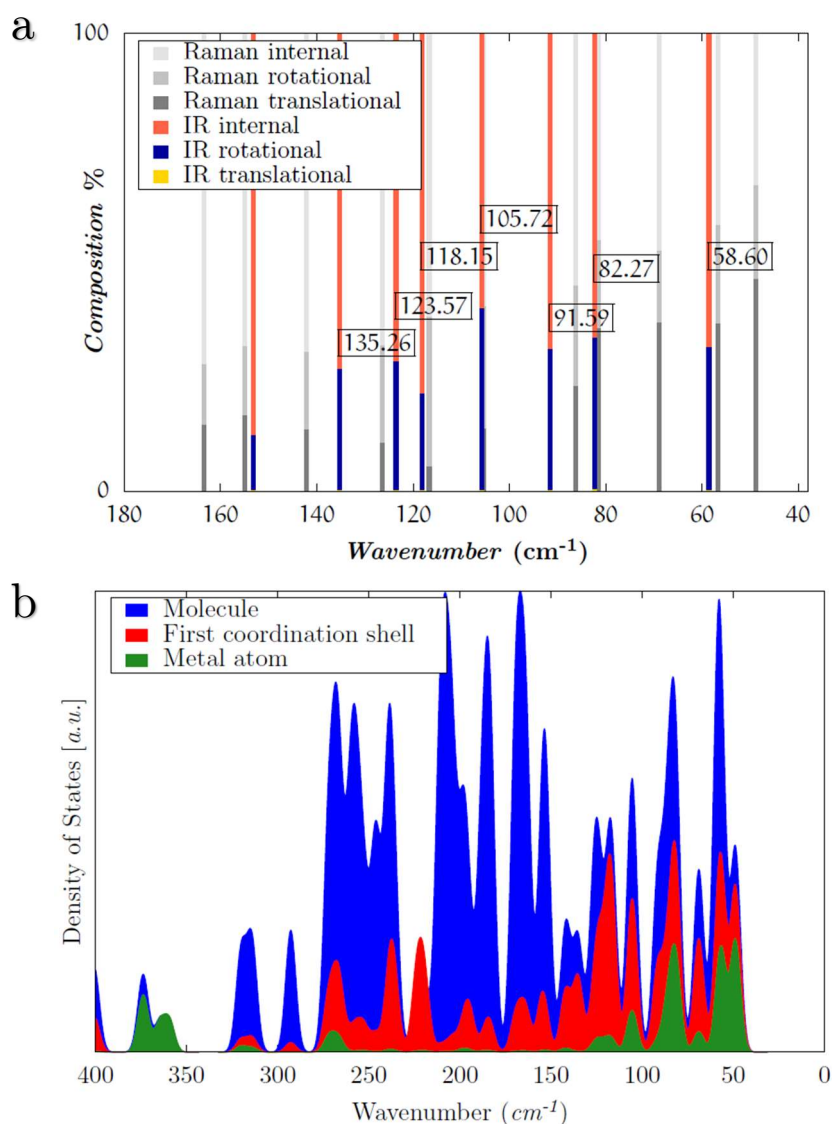 a
100
Raman internal
Raman rotational
Raman translational
IR internal
IR rotational
IR translational
Composition %
105.72
118.15
82.27
58.60
123.57
91.59
135.26
0
180 160 140 120 100 80 60 40
Wavenumber (cm-1)
b
Molecule
First coordination shell
Metal atom
Density of States [a.u.]
400 350 300 250 200 150 100 50 0
Wavenumber (cm-1)